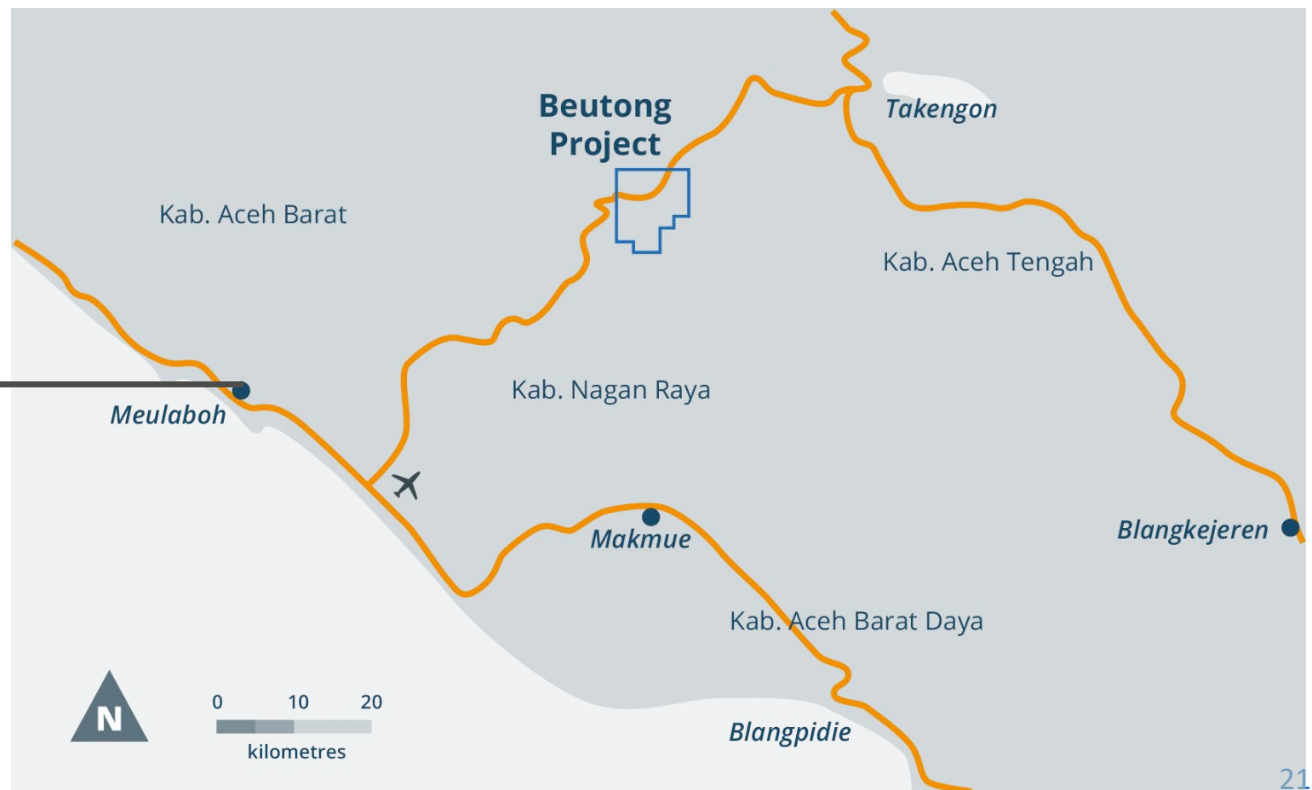 Beutong
Project
Takengon
Kab. Aceh Barat
Kab. Aceh Tengah
Kab. Nagan Raya
Meulaboh
Makmue
Blangkejeren
Kab. Aceh Barat Daya
N
0 10 20
kilometres
Blangpidie
21